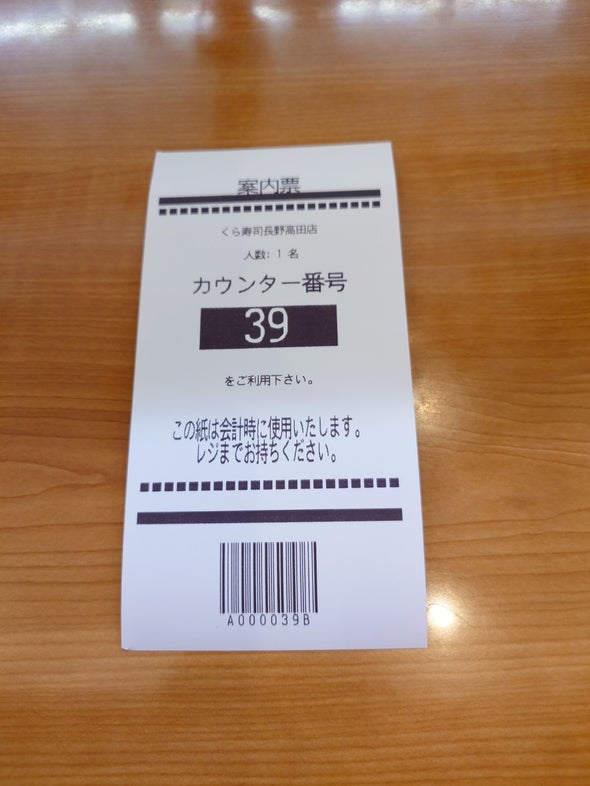 案内票
くら寿司長野高田店
人数: 1 名
カウンター番号
39
をご利用下さい。
この紙は会計時に使用いたします。
レジまでお持ちください。
A000039B